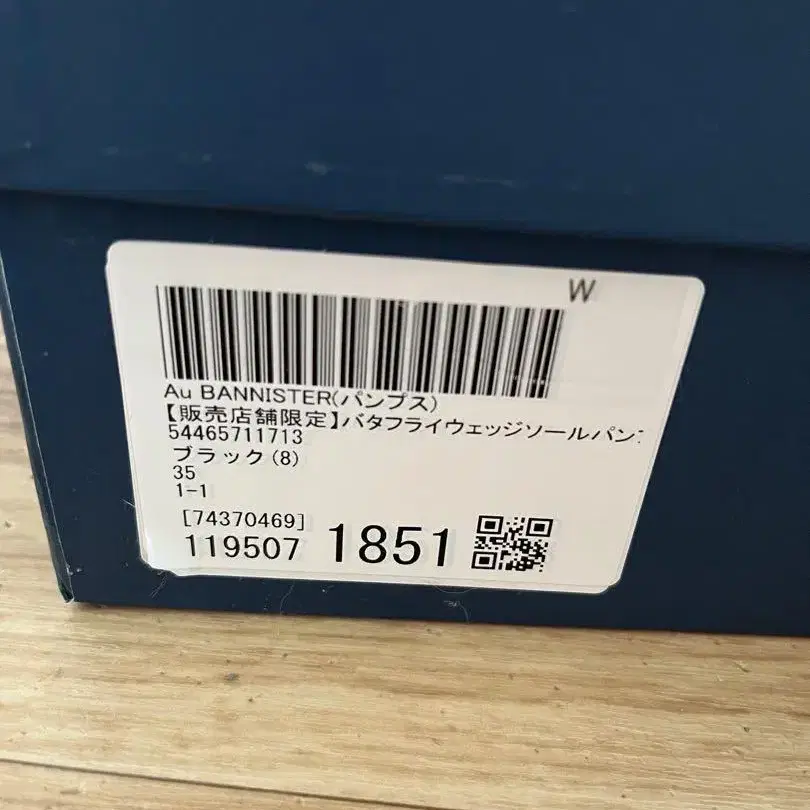 W
Au BANNISTER(パンプス)
【販売店舗限定】バタフライウェッジソールパン
54465711713
ブラック(8)
35
1-1
[74370469]
119507 1851